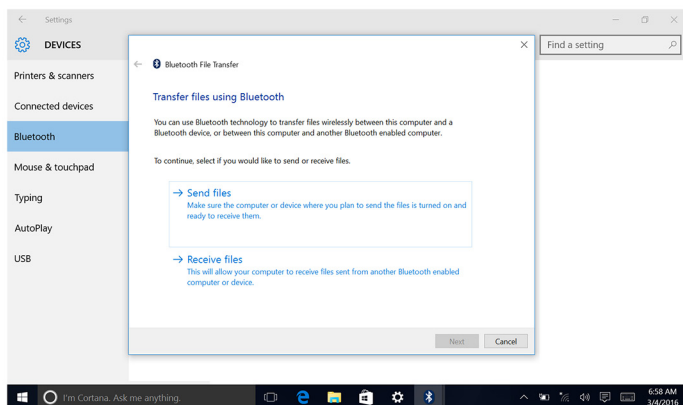 Settings
DEVICES
Find a setting
Printers & scanners
Connected devices
Bluetooth
Mouse & touchpad
Typing
AutoPlay
USB
Bluetooth File Transfer
Transfer files using Bluetooth
You can use Bluetooth technology to transfer files wirelessly between this computer and a
Bluetooth device, or between this computer and another Bluetooth enabled computer.
To continue, select if you would like to send or receive files.
Send files
Make sure the computer or device where you plan to send the files is turned on and
ready to receive them.
Receive files
This will allow your computer to receive files sent from another Bluetooth enabled
computer or device.
Next
Cancel
I'm Cortana. Ask me anything.
6:58 AM
3/4/2016